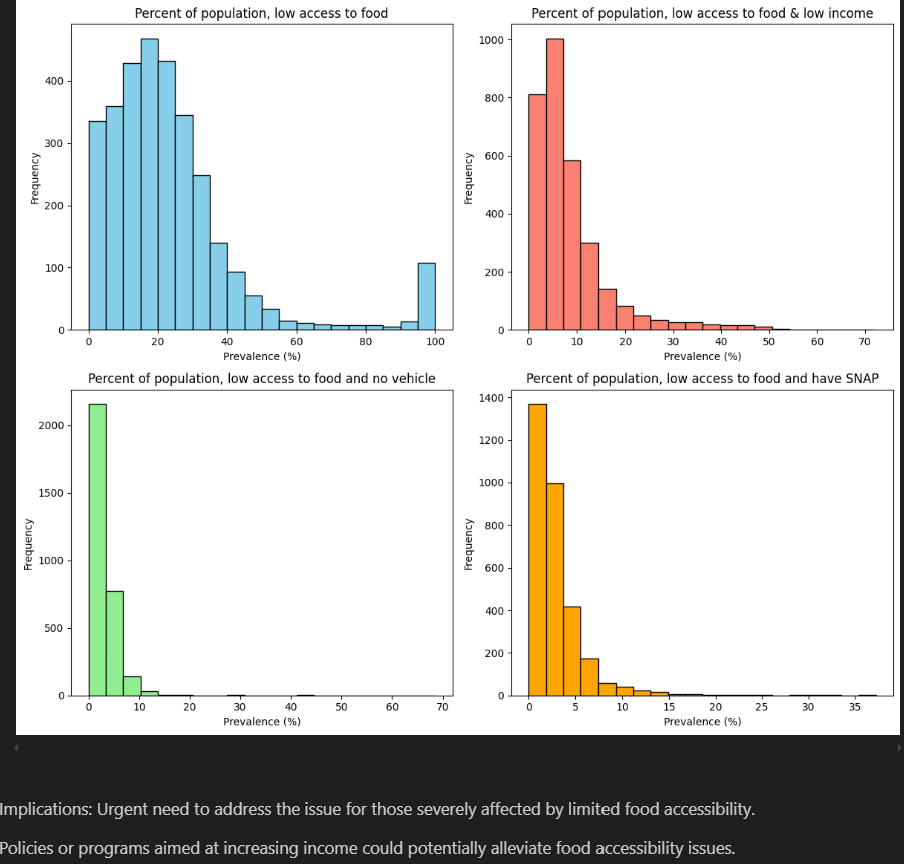 Percent of population, low access to food
Frequency
400
300
200
100
0
0 20 40 60 80 100
Prevalence (%)
Percent of population, low access to food & low income
Frequency
1000
800
600
400
200
0
0 10 20 30 40 50 60 70
Prevalence (%)
Percent of population, low access to food and no vehicle
Frequency
2000
1500
1000
500
0
0 10 20 30 40 50 60 70
Prevalence (%)
Percent of population, low access to food and have SNAP
Frequency
1400
1200
1000
800
600
400
200
0
0 5 10 15 20 25 30 35
Prevalence (%)
Implications: Urgent need to address the issue for those severely affected by limited food accessibility.
Policies or programs aimed at increasing income could potentially alleviate food accessibility issues.